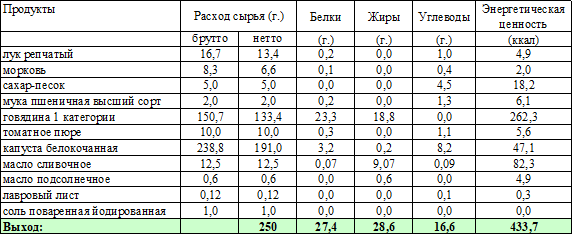 Продукты Расход сырья (г.) Белки Жиры Углеводы Энергетическая ценность
брутто нетто (г.) (г.) (г.) (ккал)
лук репчатый 16,7 13,4 0,2 0,0 1,0 4,9
морковь 8,3 6,6 0,1 0,0 0,4 2,0
сахар-песок 5,0 5,0 0,0 0,0 4,5 18,2
мука пшеничная высший сорт 2,0 2,0 0,2 0,0 1,3 6,1
говядина 1 категории 150,7 133,4 23,3 18,8 0,0 262,3
томатное пюре 10,0 10,0 0,3 0,0 1,1 5,6
капуста белокочанная 238,8 191,0 3,2 0,2 8,2 47,1
масло сливочное 12,5 12,5 0,07 9,07 0,09 82,3
масло подсолнечное 0,6 0,6 0,0 0,6 0,0 4,9
лавровый лист 0,12 0,12 0,0 0,0 0,1 0,3
соль поваренная йодированная 1,0 1,0 0,0 0,0 0,0 0,0
Выход: 250 27,4 28,6 16,6 433,7